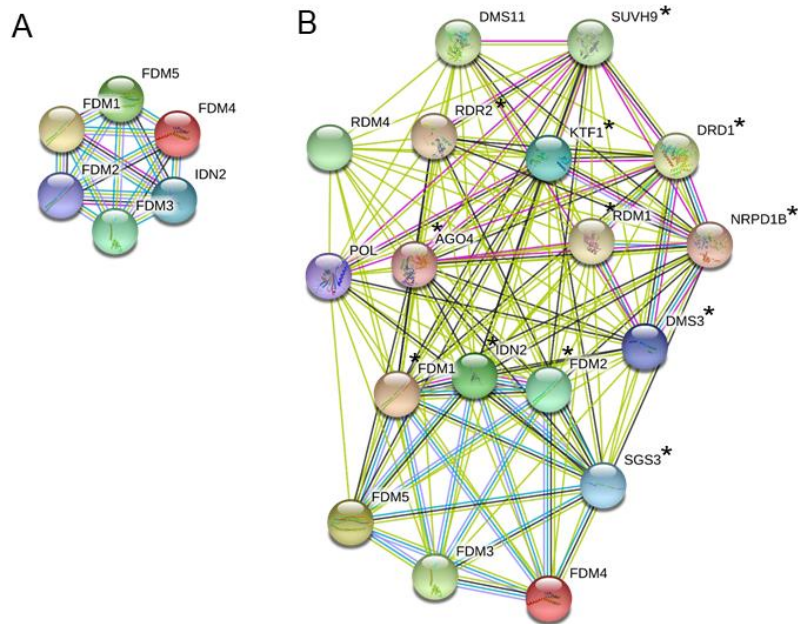 A
FDM5
FDM1
FDM4
FDM2
IDN2
FDM3
B
DMS11
SUVH9*
RDR2*
KTF1*
DRD1*
RDM4
*RDM1
NRPD1B*
*AGO4
POL
DMS3*
*IDN2
*FDM1
*FDM2
SGS3*
FDM5
FDM3
FDM4